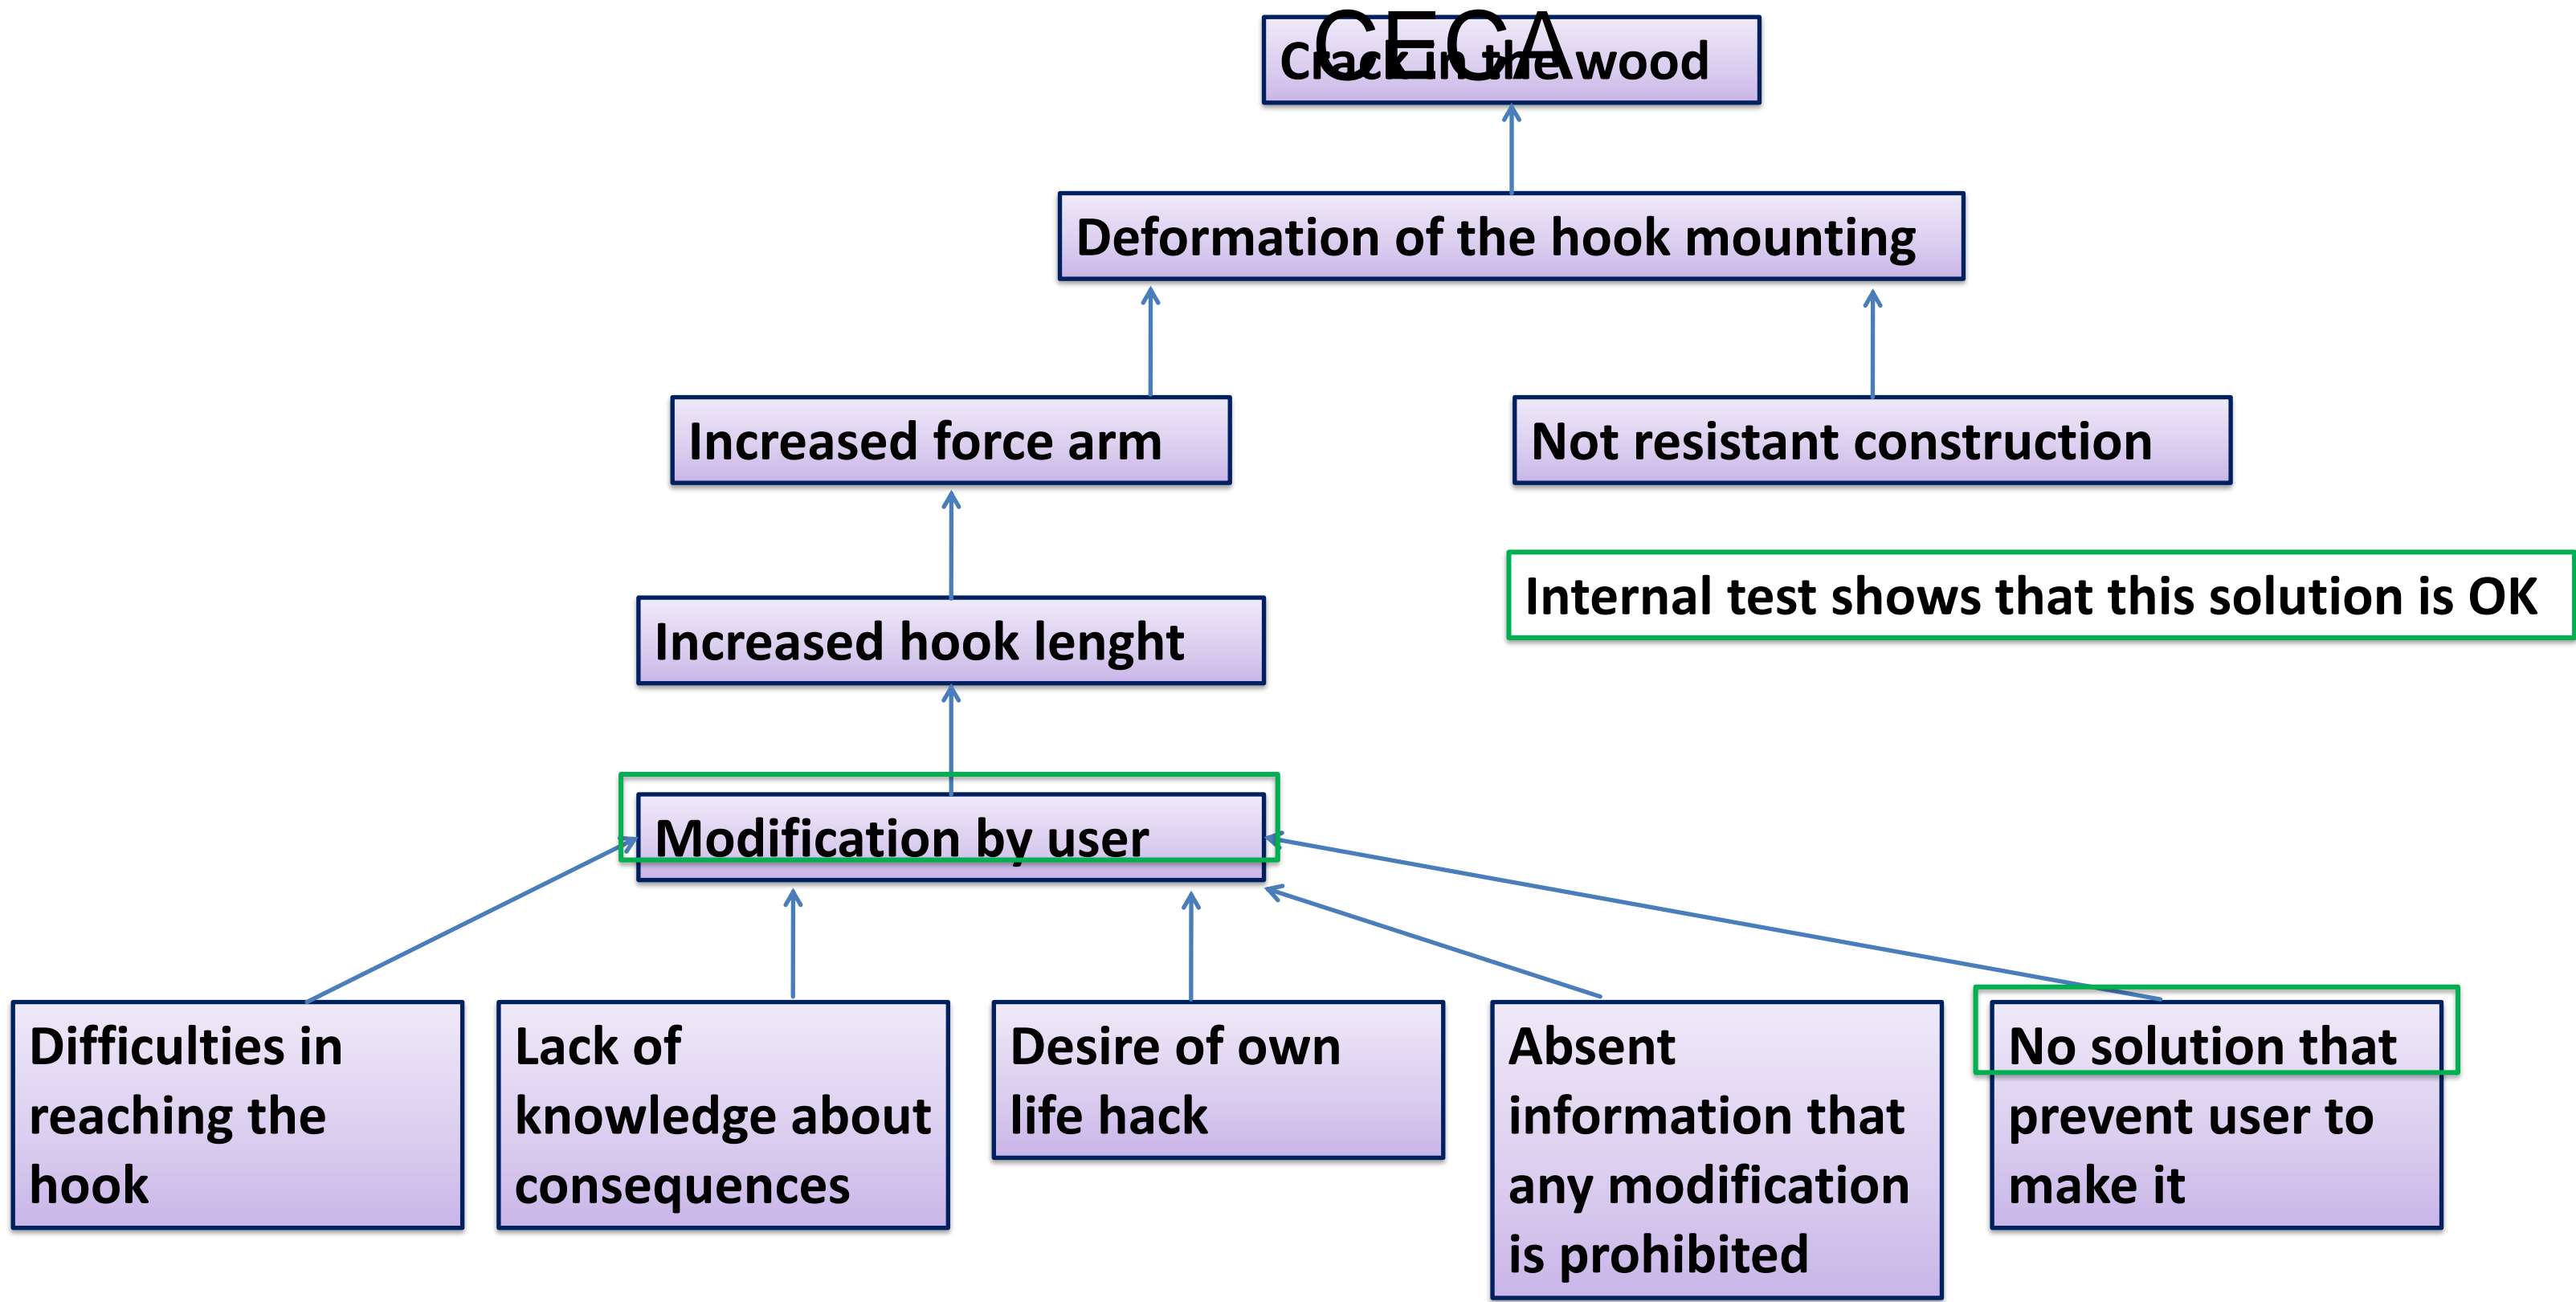 CECA
Crack in the wood
Deformation of the hook mounting
Increased force arm
Not resistant construction
Internal test shows that this solution is OK
Increased hook lenght
Modification by user
Difficulties in
reaching the
hook
Lack of
knowledge about
consequences
Desire of own
life hack
Absent
information that
any modification
is prohibited
No solution that
prevent user to
make it